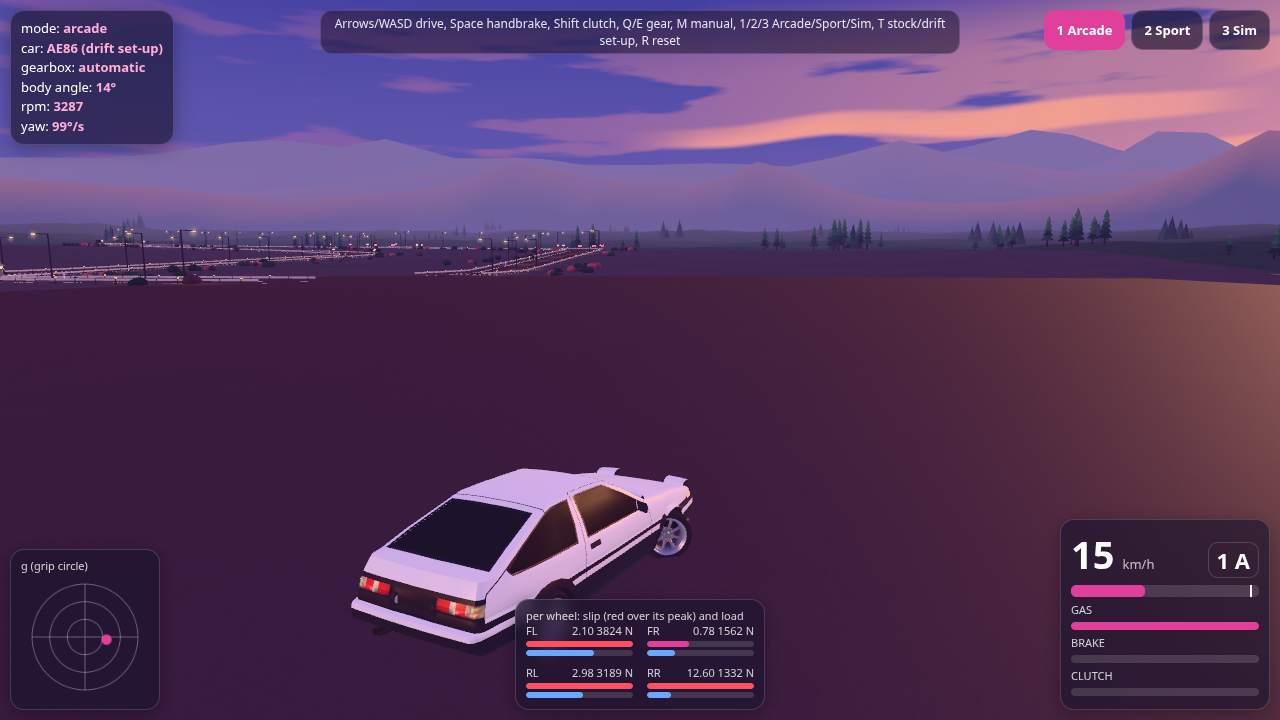 mode: arcade
car: AE86 (drift set-up)
gearbox: automatic
body angle: 14°
rpm: 3287
yaw: 99°/s
Arrows/WASD drive, Space handbrake, Shift clutch, Q/E gear, M manual, 1/2/3 Arcade/Sport/Sim, T stock/drift
set-up, R reset
1 Arcade
2 Sport
3 Sim
g (grip circle)
per wheel: slip (red over its peak) and load
FL 2.10 3824 N
FR 0.78 1562 N
RL 2.98 3189 N
RR 12.60 1332 N
15 km/h
1 A
GAS
BRAKE
CLUTCH